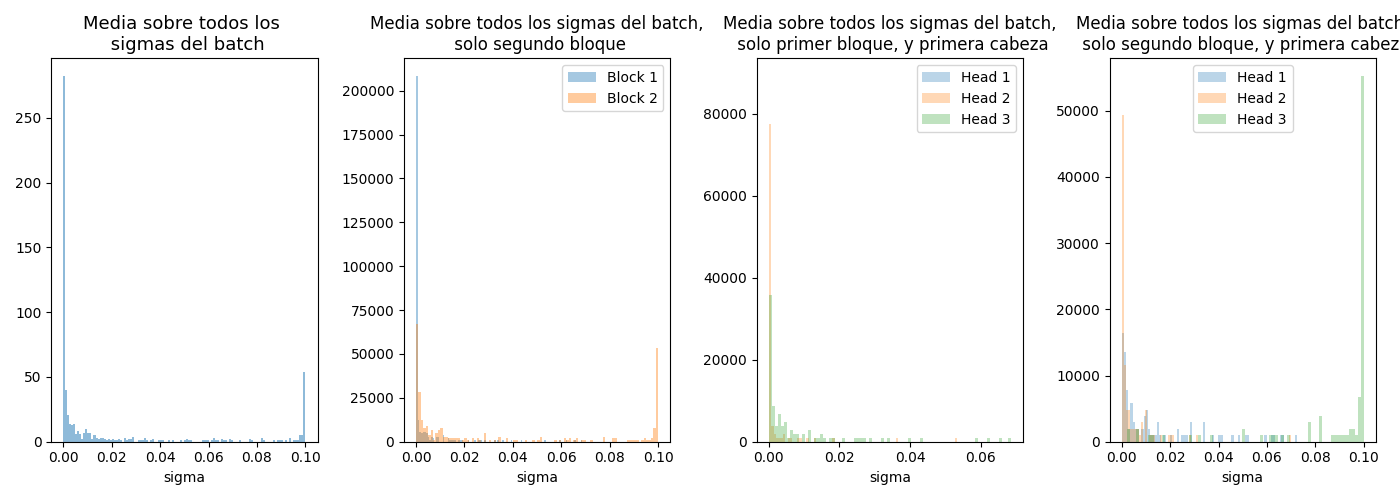 Media sobre todos los
sigmas del batch
250
200
150
100
50
0
0.00 0.02 0.04 0.06 0.08 0.10
sigma
Media sobre todos los sigmas del batch,
solo segundo bloque
Block 1
Block 2
200000
175000
150000
125000
100000
75000
50000
25000
0
0.00 0.02 0.04 0.06 0.08 0.10
sigma
Media sobre todos los sigmas del batch,
solo primer bloque, y primera cabeza
Head 1
Head 2
Head 3
80000
60000
40000
20000
0
0.00 0.02 0.04 0.06
sigma
Media sobre todos los sigmas del batch
solo segundo bloque, y primera cabez
Head 1
Head 2
Head 3
50000
40000
30000
20000
10000
0
0.00 0.02 0.04 0.06 0.08 0.10
sigma